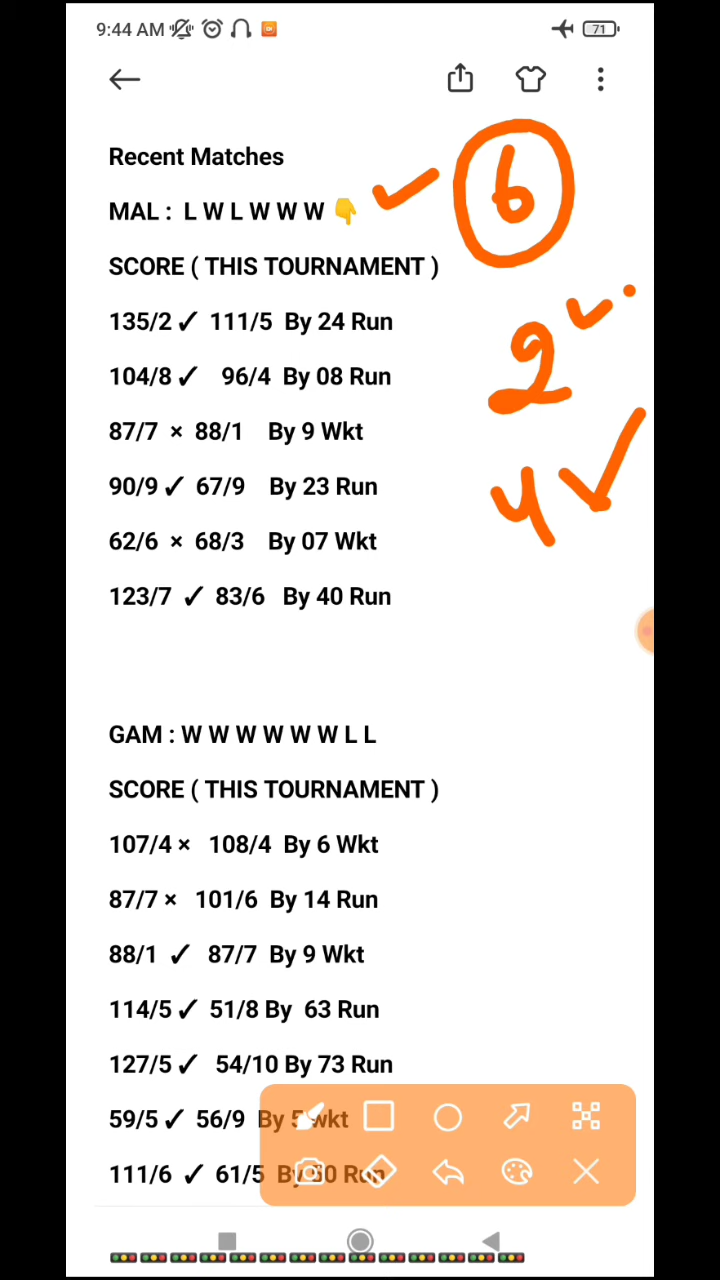 9:44 AM 71
Recent Matches
MAL : L W L W W W 👇
6
SCORE ( THIS TOURNAMENT )
135/2 ✓ 111/5 By 24 Run
2
104/8 ✓ 96/4 By 08 Run
87/7 × 88/1 By 9 Wkt
90/9 ✓ 67/9 By 23 Run
4
62/6 × 68/3 By 07 Wkt
123/7 ✓ 83/6 By 40 Run
GAM : W W W W W W L L
SCORE ( THIS TOURNAMENT )
107/4 × 108/4 By 6 Wkt
87/7 × 101/6 By 14 Run
88/1 ✓ 87/7 By 9 Wkt
114/5 ✓ 51/8 By 63 Run
127/5 ✓ 54/10 By 73 Run
59/5 ✓ 56/9 By 5 wkt
111/6 ✓ 61/5 By 50 Run